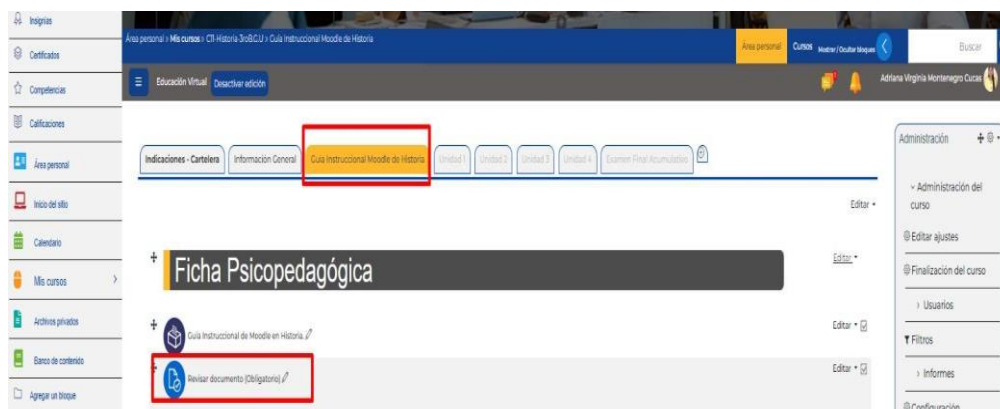 Insignias
Certificados
Competencias
Calificaciones
Área personal
Inicio del sitio
Calendario
Mis cursos
Archivos privados
Banco de contenido
Agregar un bloque
Área personal > Mis cursos > C11-Historia-3roB.G.U > Guía Instruccional Moodle de Historia
Área personal Cursos Mostrar / Ocultar bloques Buscar
Educación Virtual Desactivar edición Adriana Virginia Montenegro Cucas
Indicaciones - Cartelera Información General Guía Instruccional Moodle de Historia Unidad 1 Unidad 2 Unidad 3 Unidad 4 Examen Final Acumulativo
Editar
Ficha Psicopedagógica Editar
Guía Instruccional de Moodle en Historia. Editar
Revisar documento (Obligatorio) Editar
Administración
Administración del
curso
Editar ajustes
Finalización del curso
Usuarios
Filtros
Informes
Configuración